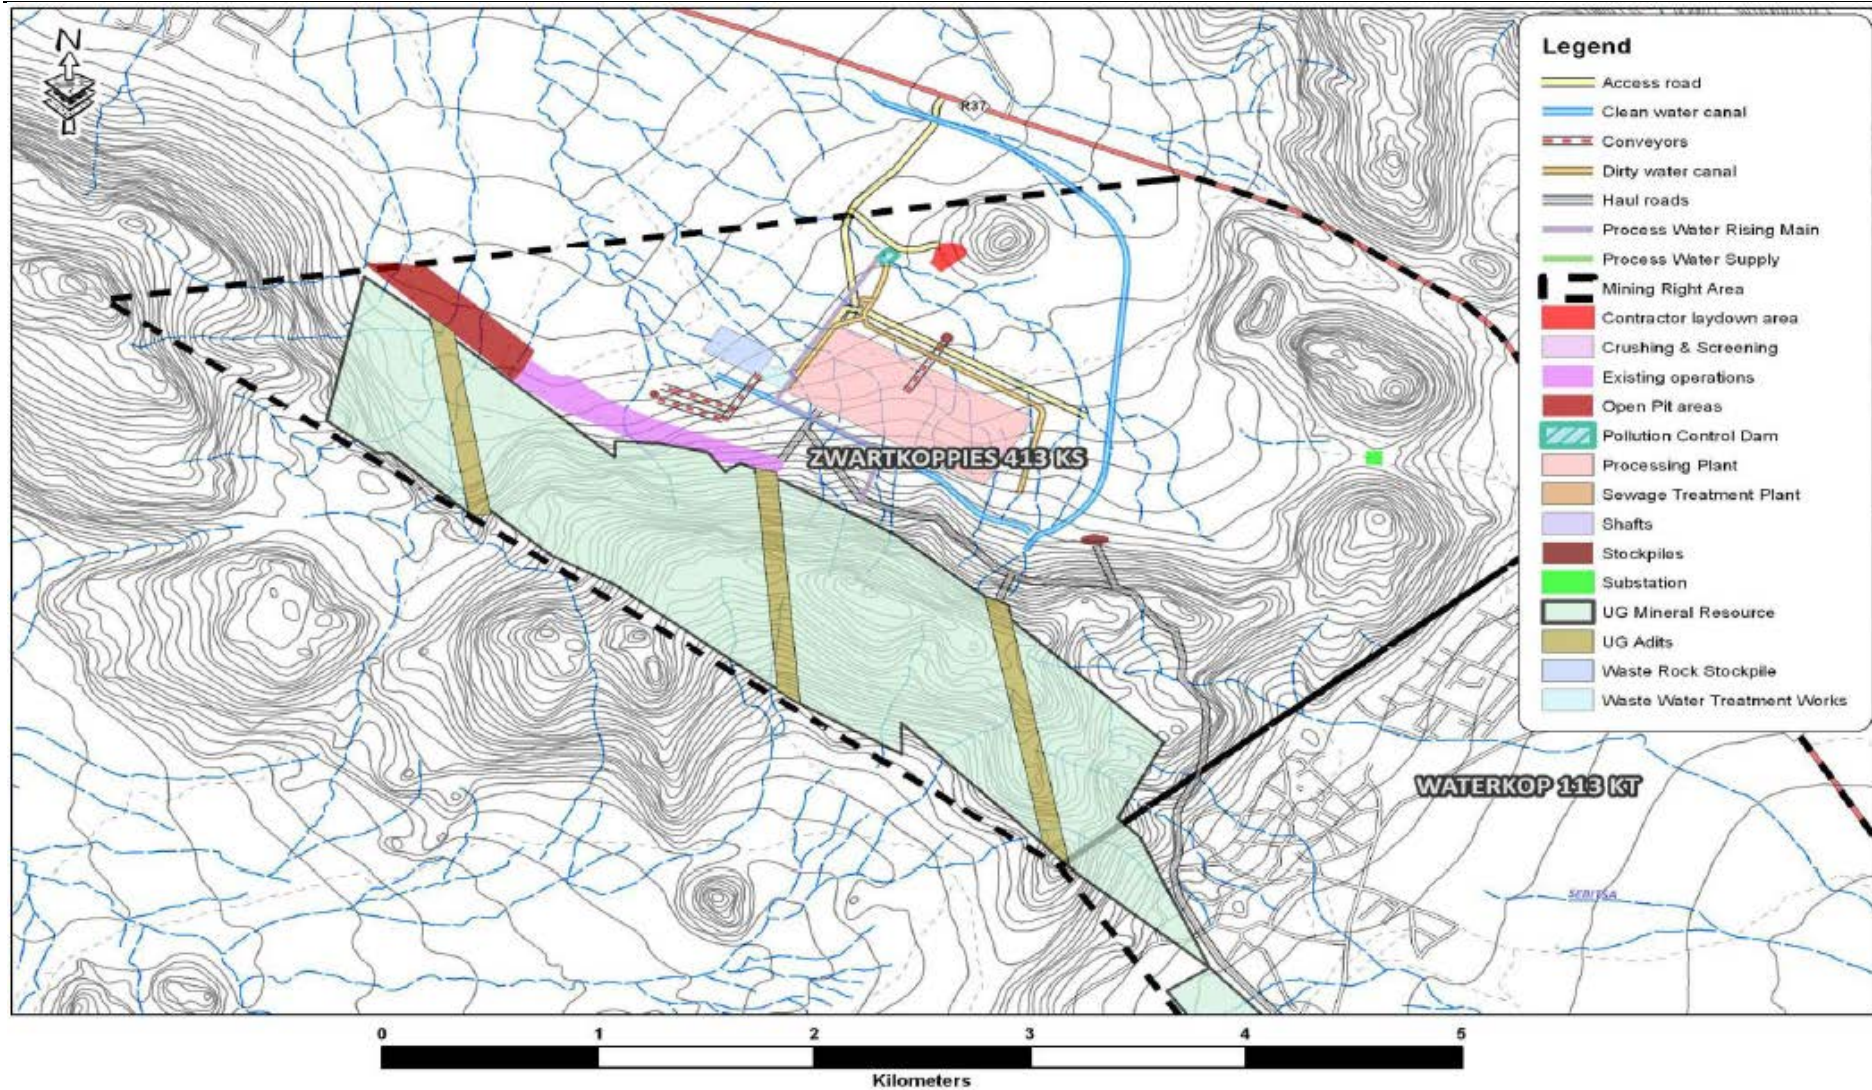 N
R37
ZWARTKOPPIES 413 KS
WATERKOP 113 KT
SEBITSA
Legend
Access road
Clean water canal
Conveyors
Dirty water canal
Haul roads
Process Water Rising Main
Process Water Supply
Mining Right Area
Contractor laydown area
Crushing & Screening
Existing operations
Open Pit areas
Pollution Control Dam
Processing Plant
Sewage Treatment Plant
Shafts
Stockpiles
Substation
UG Mineral Resource
UG Adits
Waste Rock Stockpile
Waste Water Treatment Works
0 1 2 3 4 5
Kilometers